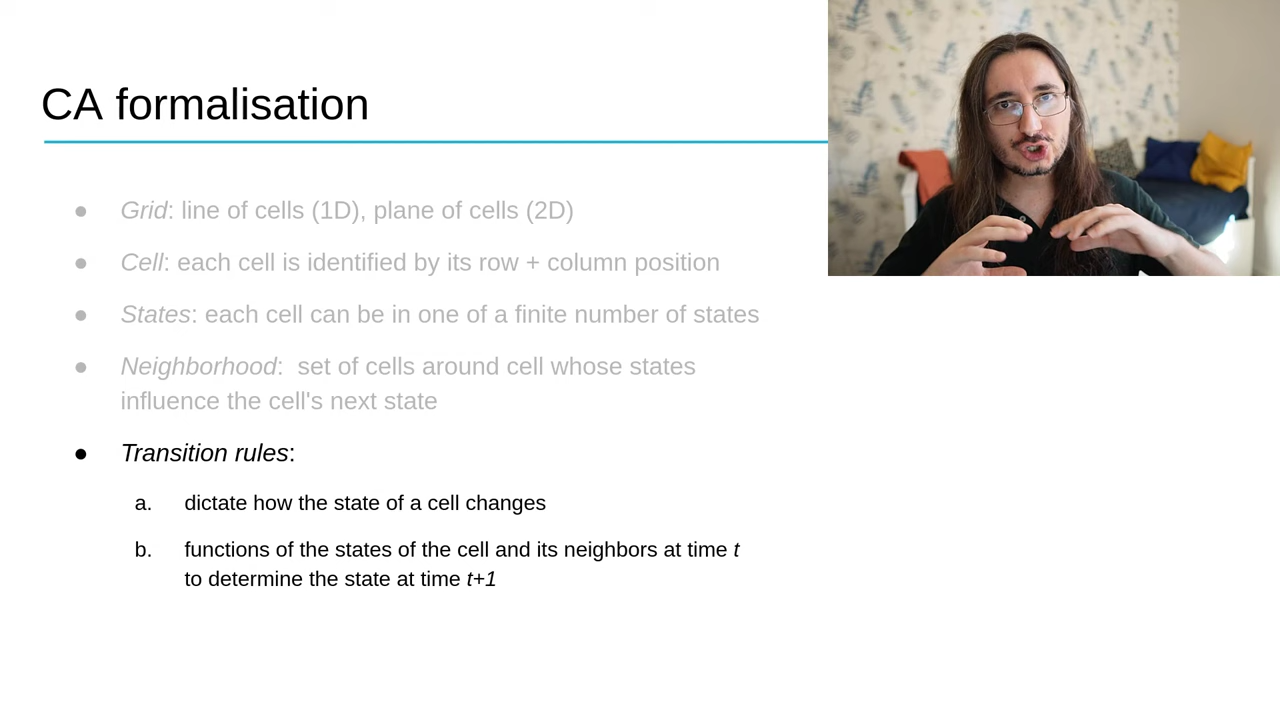 CA formalisation
● Grid: line of cells (1D), plane of cells (2D)
● Cell: each cell is identified by its row + column position
● States: each cell can be in one of a finite number of states
● Neighborhood:  set of cells around cell whose states
influence the cell's next state
● Transition rules:
a. dictate how the state of a cell changes
b. functions of the states of the cell and its neighbors at time t
to determine the state at time t+1